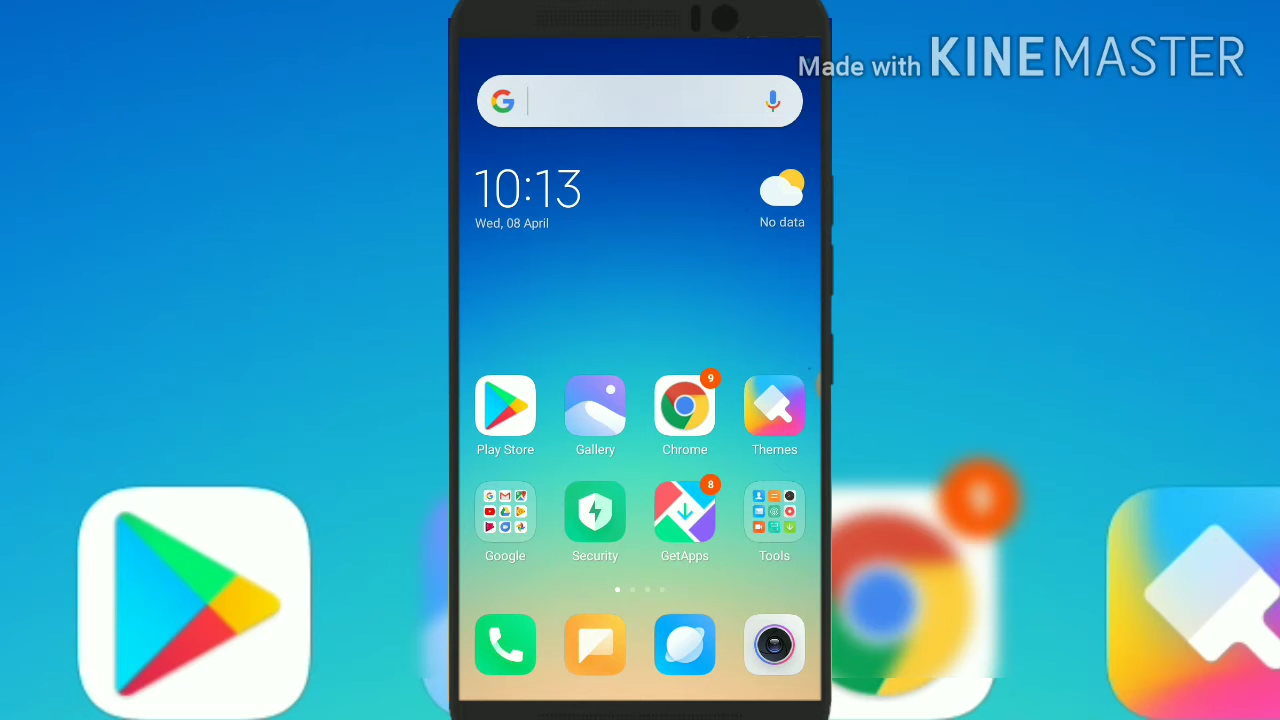 Made with KINEMASTER
10:13
Wed, 08 April
No data
9
Play Store Gallery Chrome Themes
8
Google Security GetApps Tools